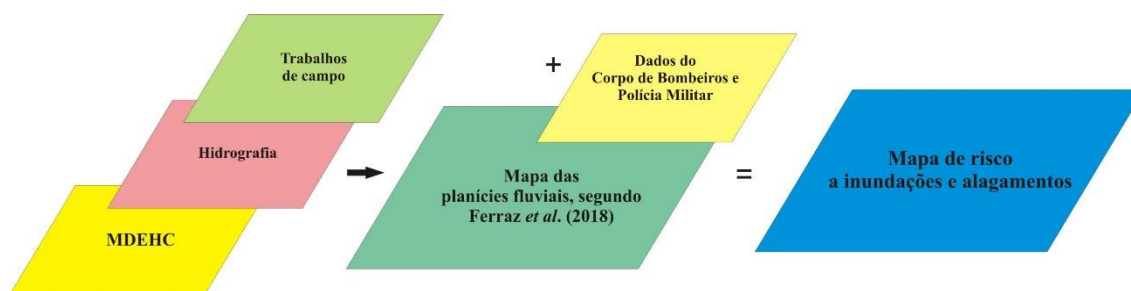 Trabalhos
de campo
Hidrografia
MDEHC
+
Dados do
Corpo de Bombeiros e
Polícia Militar
Mapa das
planícies fluviais, segundo
Ferraz et al. (2018)
=
Mapa de risco
a inundações e alagamentos